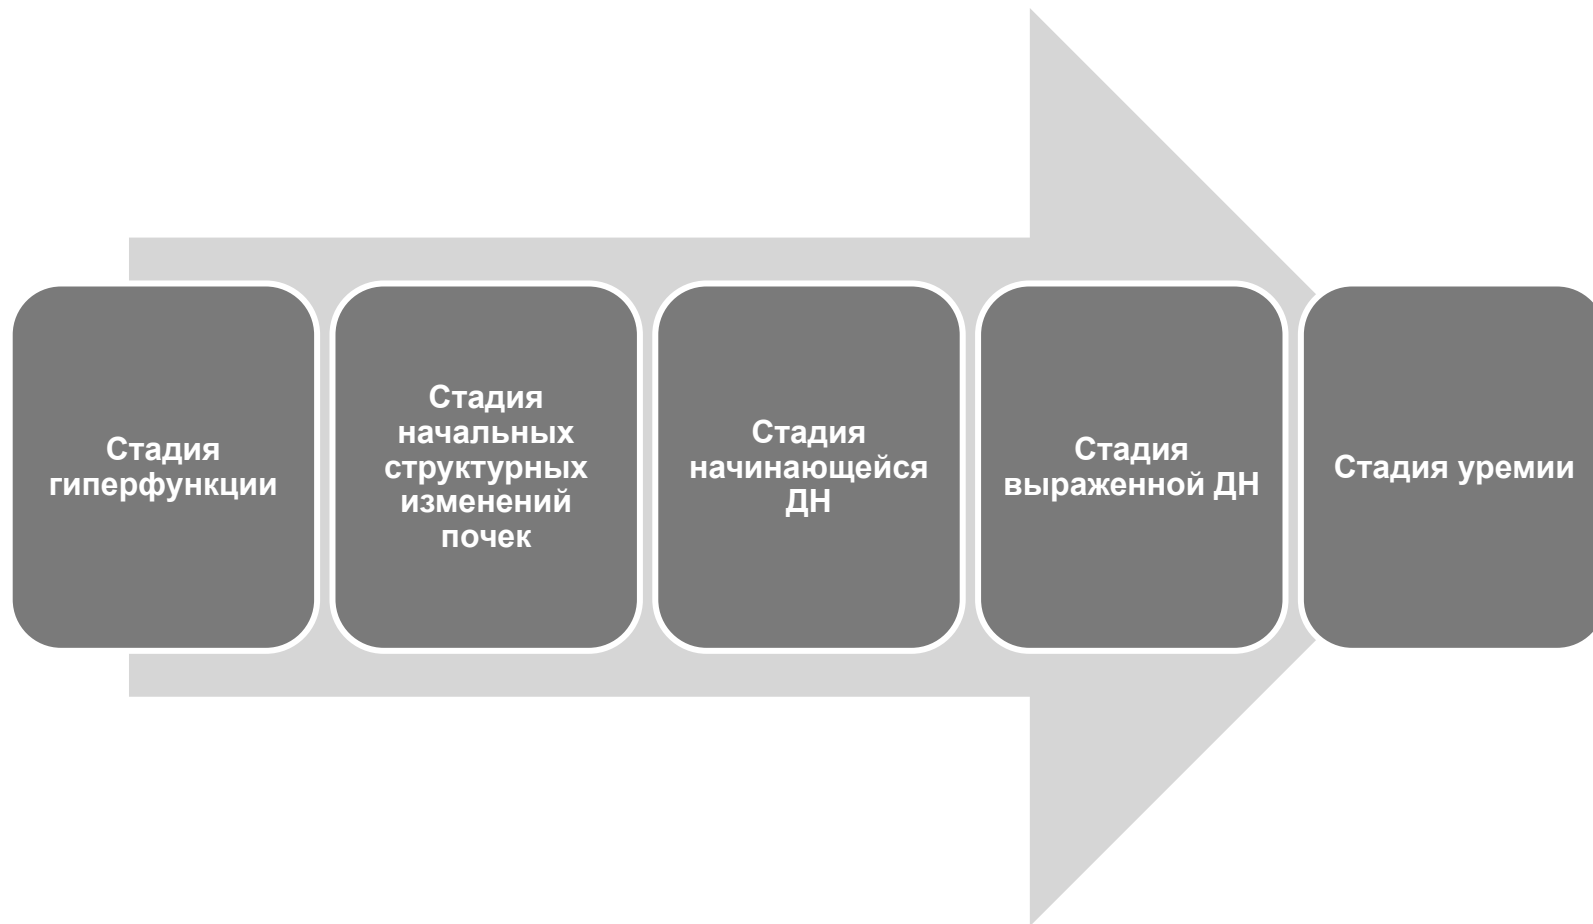 Стадия
гиперфункции
Стадия
начальных
структурных
изменений
почек
Стадия
начинающейся
ДН
Стадия
выраженной ДН
Стадия уремии